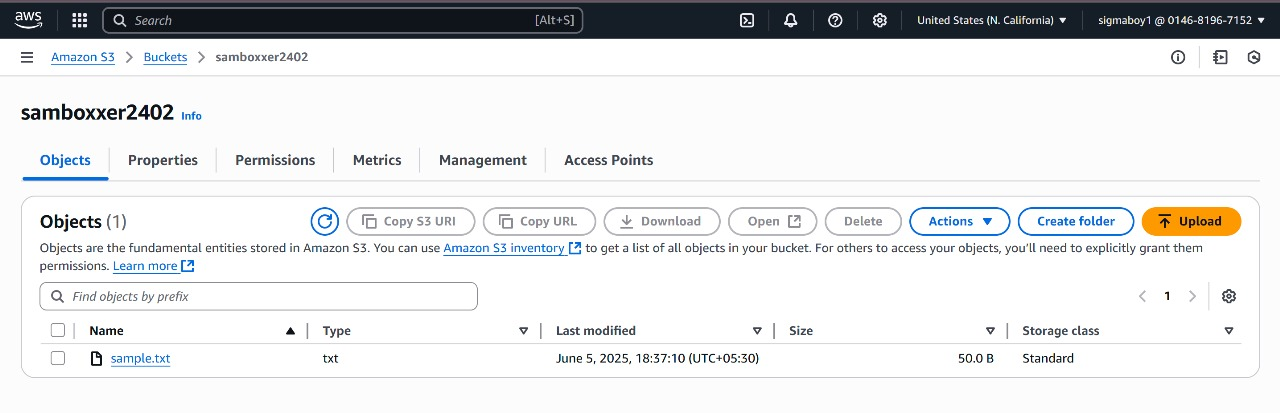 aws Search [Alt+S] United States (N. California) sigmaboy1 @ 0146-8196-7152
Amazon S3 Buckets samboxxer2402
samboxxer2402 Info
Objects Properties Permissions Metrics Management Access Points
Objects (1) Copy S3 URI Copy URL Download Open Delete Actions Create folder Upload
Objects are the fundamental entities stored in Amazon S3. You can use Amazon S3 inventory to get a list of all objects in your bucket. For others to access your objects, you'll need to explicitly grant them
permissions. Learn more
Find objects by prefix 1
Name Type Last modified Size Storage class
sample.txt txt June 5, 2025, 18:37:10 (UTC+05:30) 50.0 B Standard